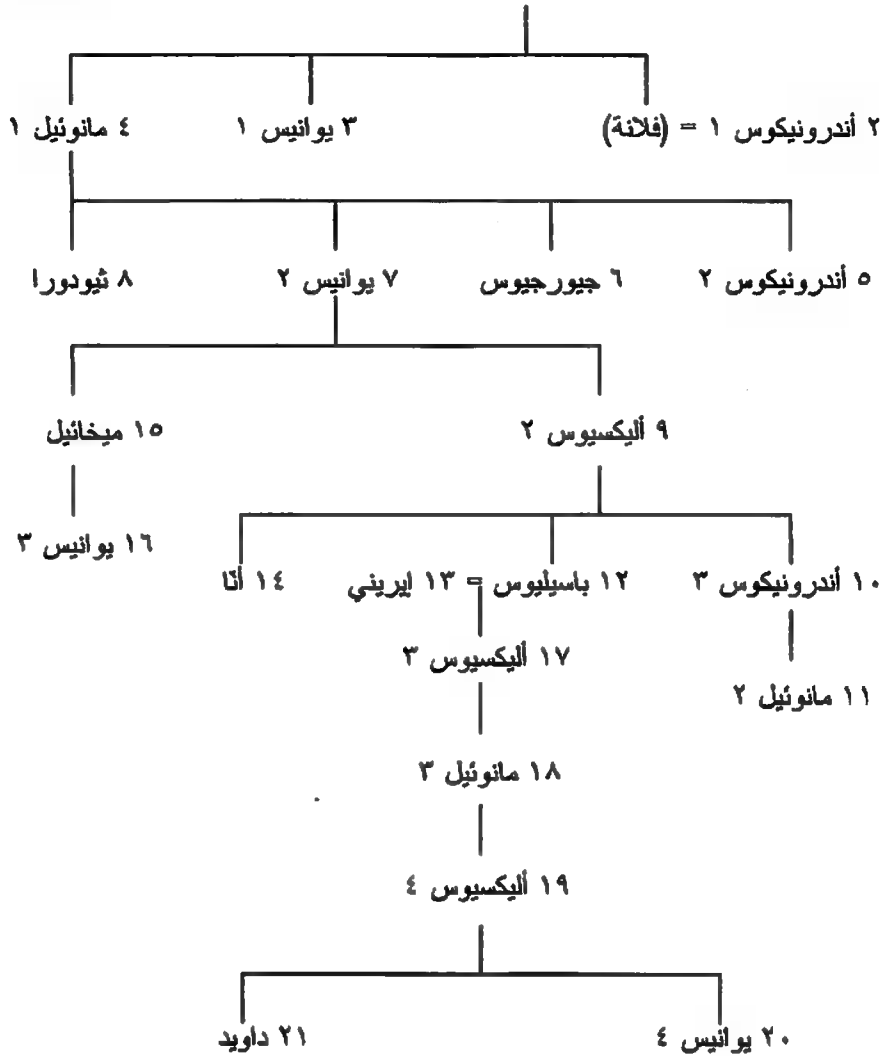 ٢ أندرونيكوس ١ = (فلانة) ٣ يوانيس ١ ٤ مانوئيل ١
٥ أندرونيكوس ٢ ٦ جيورجيوس ٧ يوانيس ٢ ٨ ثيودورا
٩ أليكسيوس ٢ ١٥ ميخائيل
١٦ يوانيس ٣
١٠ أندرونيكوس ٣ ١٢ باسيليوس = ١٣ إيريني ١٤ أنّا
١٧ أليكسيوس ٣
١١ مانوئيل ٢
١٨ مانوئيل ٣
١٩ أليكسيوس ٤
٢٠ يوانيس ٤ ٢١ داويد